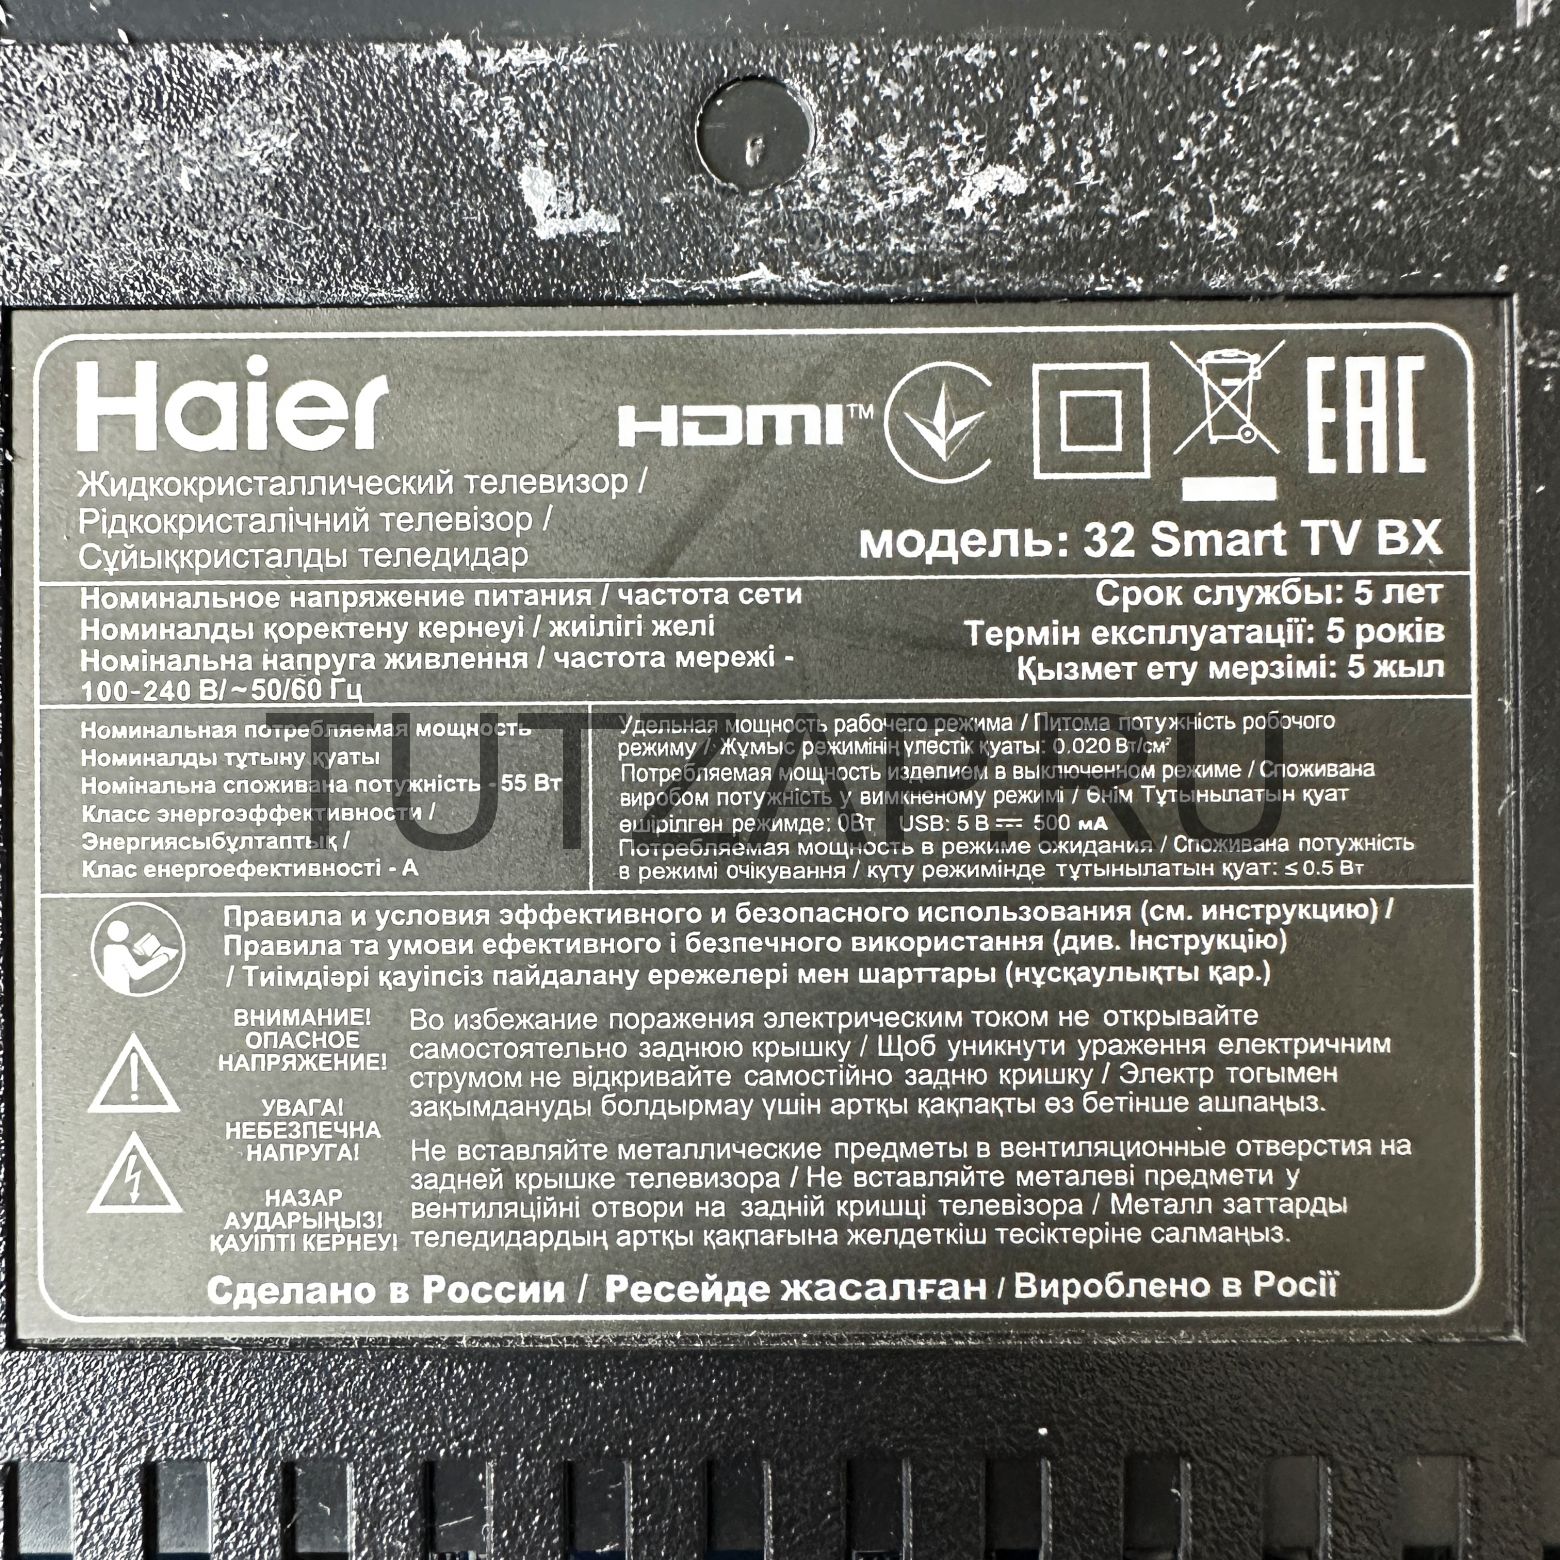 Haier
HDMI™
EAC
Жидкокристаллический телевизор /
Рідкокристалічний телевізор /
Сұйыққристалды теледидар
модель: 32 Smart TV BX
Номинальное напряжение питания / частота сети
Номиналды қоректену кернеуі / жиілігі желі
Номінальна напруга живлення / частота мережі -
100-240 В/~50/60 Гц
Срок службы: 5 лет
Термін експлуатації: 5 років
Қызмет ету мерзімі: 5 жыл
Номинальная потребляемая мощность
Номиналды тұтыну қуаты
Номінальна споживана потужність - 55 Вт
Класс энергоэффективности /
Энергиясыбұлтаптық /
Клас енергоефективності - А
Удельная мощность рабочего режима / Питома потужність робочого
режиму / Жұмыс режимінің үлестік қуаты: 0.020 Вт/см²
Потребляемая мощность изделием в выключенном режиме / Споживана
виробом потужність у вимкненому режимі / Өнім Тұтынылатын қуат
өшірілген режимде: 0Вт USB: 5 В ⎓ 500 мА
Потребляемая мощность в режиме ожидания / Споживана потужність
в режимі очікування / күту режимінде тұтынылатын қуат: ≤ 0.5 Вт
Правила и условия эффективного и безопасного использования (см. инструкцию) /
Правила та умови ефективного і безпечного використання (див. Інструкцію)
/ Тиімдіәрі қауіпсіз пайдалану ережелері мен шарттары (нұсқаулықты қар.)
ВНИМАНИЕ!
ОПАСНОЕ
НАПРЯЖЕНИЕ!
УВАГА!
НЕБЕЗПЕЧНА
НАПРУГА!
НАЗАР
АУДАРЫҢЫЗ!
ҚАУІПТІ КЕРНЕУ!
Во избежание поражения электрическим током не открывайте
самостоятельно заднюю крышку / Щоб уникнути ураження електричним
струмом не відкривайте самостійно задню кришку / Электр тогымен
зақымдануды болдырмау үшін артқы қақпақты өз бетінше ашпаңыз.
Не вставляйте металлические предметы в вентиляционные отверстия на
задней крышке телевизора / Не вставляйте металеві предмети у
вентиляційні отвори на задній кришці телевізора / Металл заттарды
теледидардың артқы қақпағына желдеткіш тесіктеріне салмаңыз.
Сделано в России / Ресейде жасалған / Вироблено в Росії
TUTZAP.RU